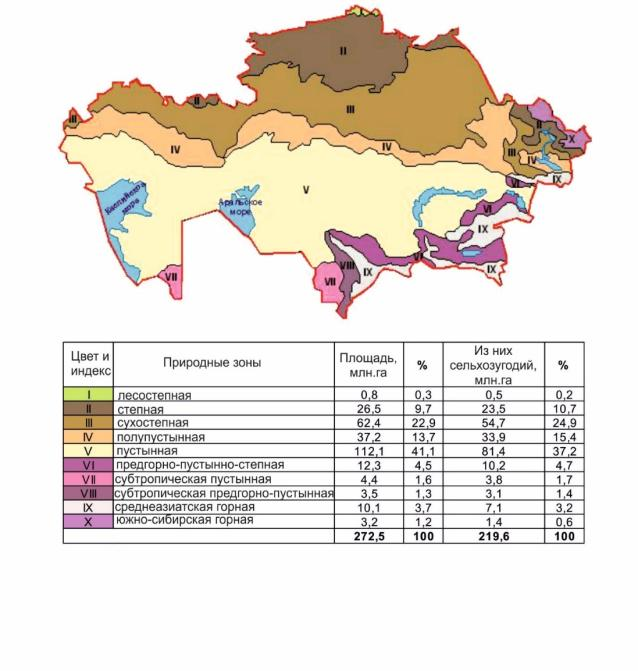 II
II
III
III
II
X
III
IV
IV
IX
IV
VI
V
Каспийское
море
Аральское
море
VI
IX
VI
VIII
IX
IX
VII
VII
Цвет и индекс Природные зоны Площадь, млн.га % Из них сельхозугодий, млн.га %
I лесостепная 0,8 0,3 0,5 0,2
II степная 26,5 9,7 23,5 10,7
III сухостепная 62,4 22,9 54,7 24,9
IV полупустынная 37,2 13,7 33,9 15,4
V пустынная 112,1 41,1 81,4 37,2
VI предгорно-пустынно-степная 12,3 4,5 10,2 4,7
VII субтропическая пустынная 4,4 1,6 3,8 1,7
VIII субтропическая предгорно-пустынная 3,5 1,3 3,1 1,4
IX среднеазиатская горная 10,1 3,7 7,1 3,2
X южно-сибирская горная 3,2 1,2 1,4 0,6
272,5 100 219,6 100